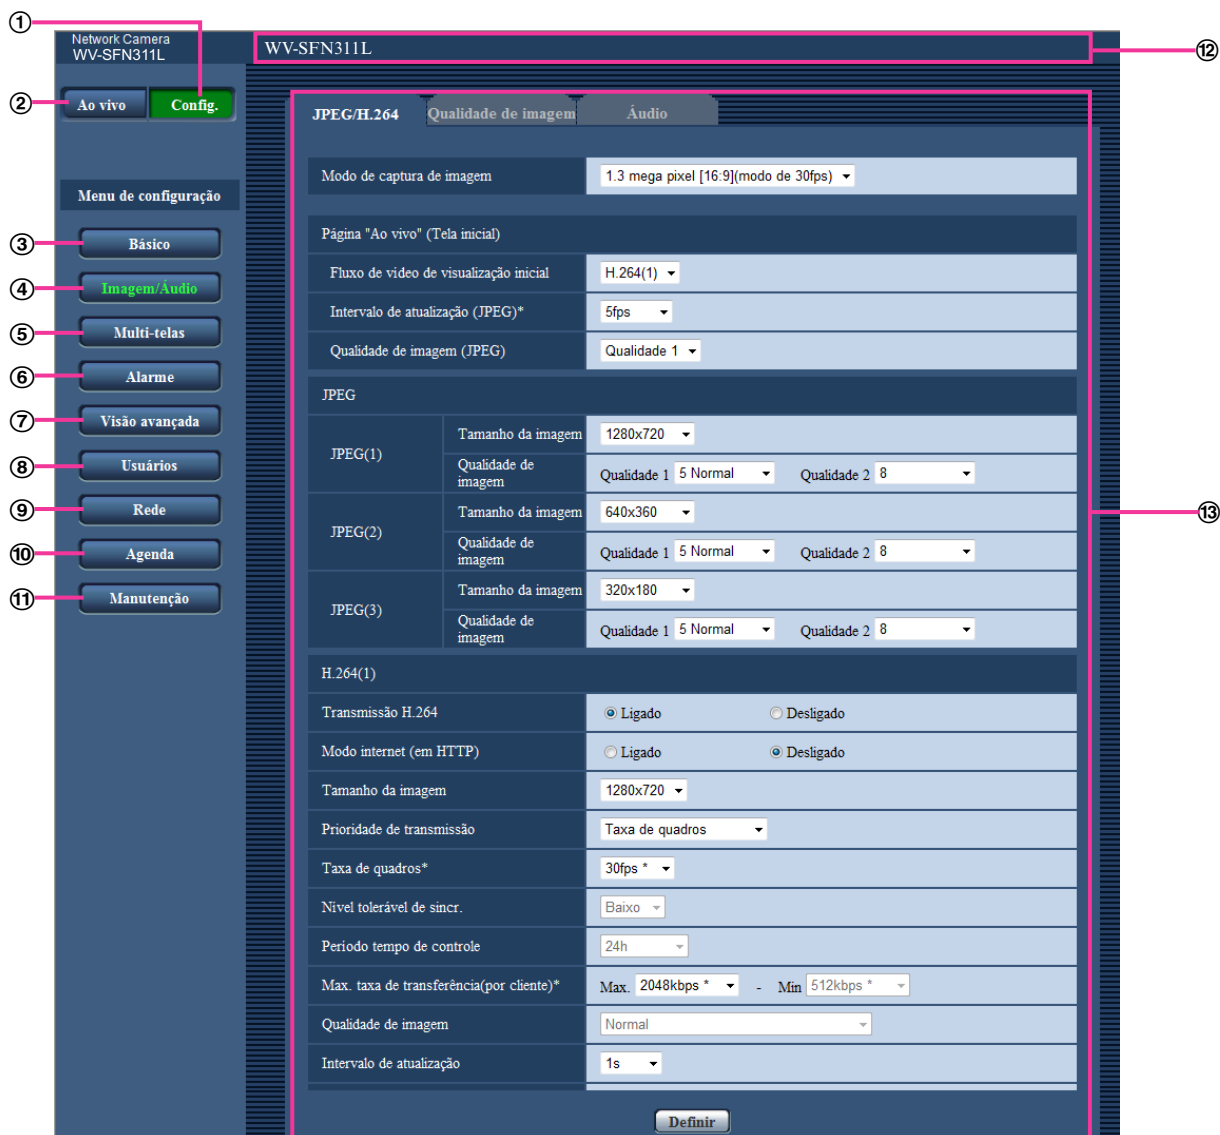 ①
Network Camera
WV-SFN311L
WV-SFN311L
⑫
②
Ao vivo
Config.
JPEG/H.264
Qualidade de imagem
Áudio
Modo de captura de imagem
1.3 mega pixel [16:9](modo de 30fps)
Menu de configuração
Página "Ao vivo" (Tela inicial)
③
Básico
Fluxo de vídeo de visualização inicial
H.264(1)
④
Imagem/Áudio
Intervalo de atualização (JPEG)*
5fps
⑤
Multi-telas
Qualidade de imagem (JPEG)
Qualidade 1
⑥
Alarme
JPEG
⑦
Visão avançada
JPEG(1)
Tamanho da imagem
1280x720
Qualidade de
imagem
Qualidade 1 5 Normal
Qualidade 2 8
⑧
Usuários
⑨
Rede
JPEG(2)
Tamanho da imagem
640x360
⑬
Qualidade de
imagem
Qualidade 1 5 Normal
Qualidade 2 8
⑩
Agenda
⑪
Manutenção
JPEG(3)
Tamanho da imagem
320x180
Qualidade de
imagem
Qualidade 1 5 Normal
Qualidade 2 8
H.264(1)
Transmissão H.264
Ligado
Desligado
Modo internet (em HTTP)
Ligado
Desligado
Tamanho da imagem
1280x720
Prioridade de transmissão
Taxa de quadros
Taxa de quadros*
30fps *
Nivel tolerável de sincr.
Baixo
Periodo tempo de controle
24h
Max. taxa de transferência(por cliente)*
Max. 2048kbps * - Min 512kbps *
Qualidade de imagem
Normal
Intervalo de atualização
1s
Definir